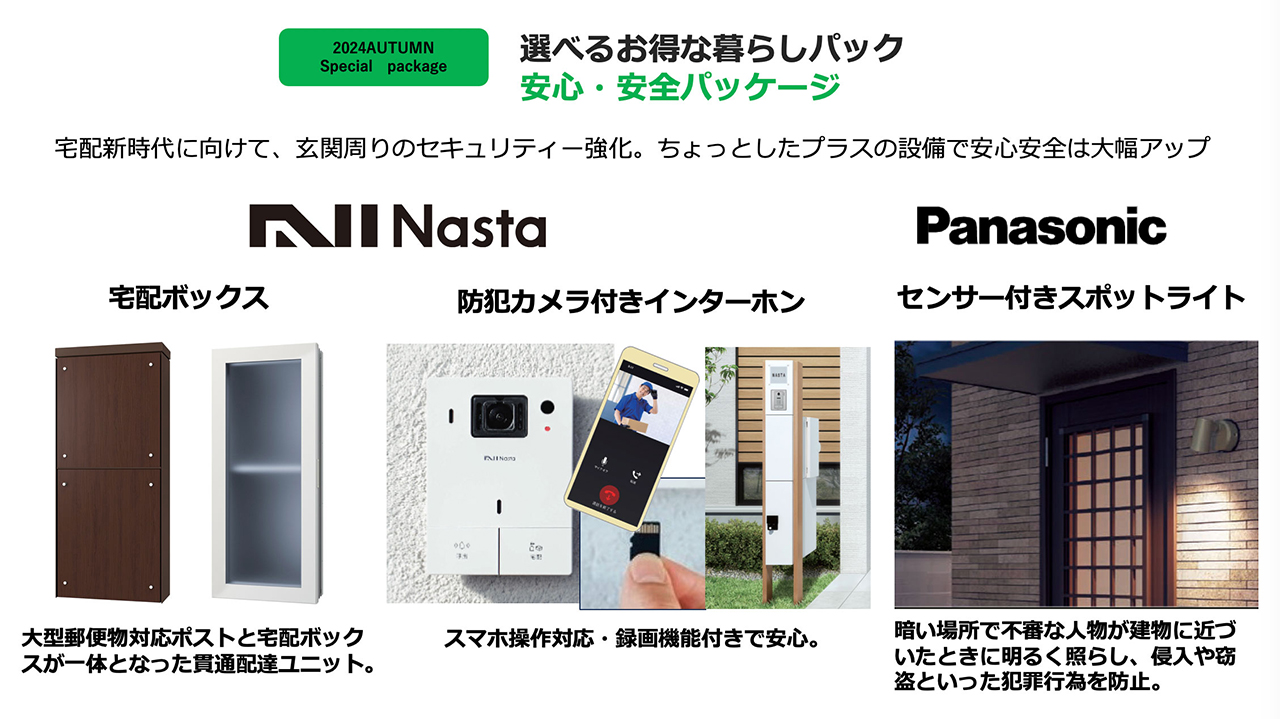 2024AUTUMN
Special package
選べるお得な暮らしパック
安心・安全パッケージ
宅配新時代に向けて、玄関周りのセキュリティー強化。ちょっとしたプラスの設備で安心安全は大幅アップ
Nasta
Panasonic
宅配ボックス
防犯カメラ付きインターホン
センサー付きスポットライト
Nasta
NASTA
大型郵便物対応ポストと宅配ボック
スが一体となった貫通配達ユニット。
スマホ操作対応・録画機能付きで安心。
暗い場所で不審な人物が建物に近づ
いたときに明るく照らし、侵入や窃
盗といった犯罪行為を防止。